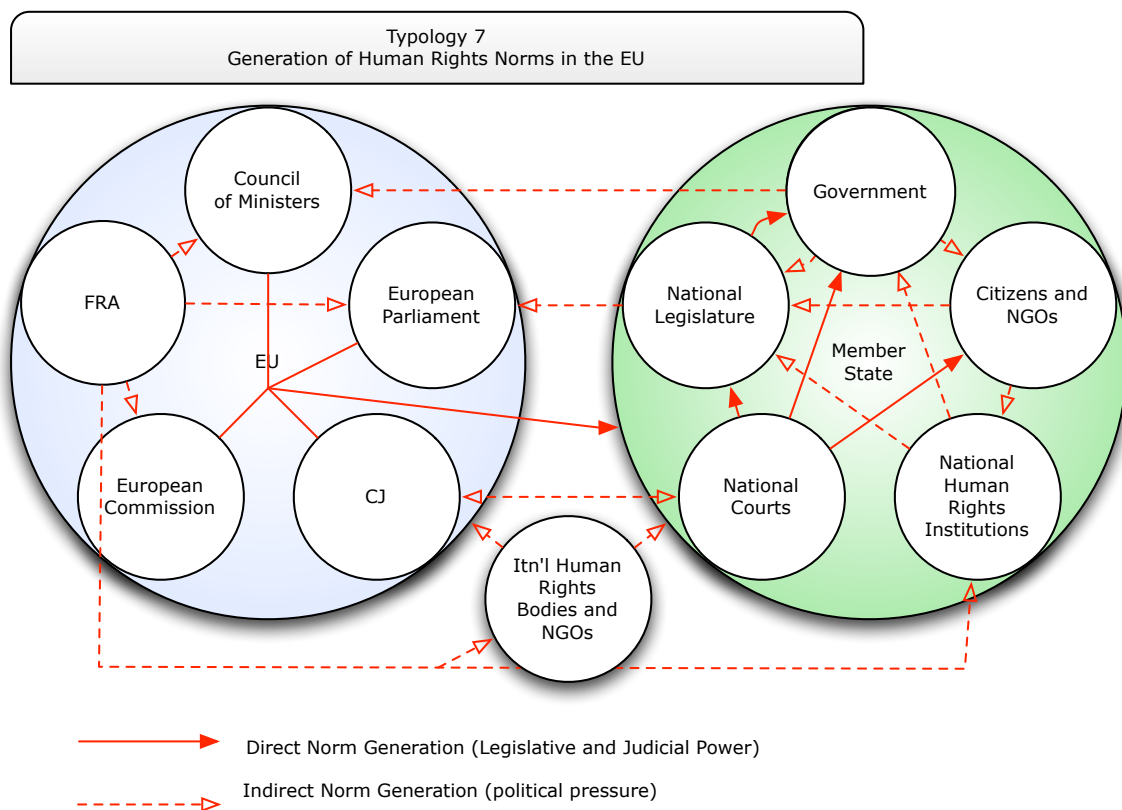 Typology 7
Generation of Human Rights Norms in the EU
Council
of Ministers
FRA
European
Parliament
EU
European
Commission
CJ
Government
National
Legislature
Citizens and
NGOs
Member
State
National
Courts
National
Human
Rights
Institutions
Itn'l Human
Rights
Bodies and
NGOs
Direct Norm Generation (Legislative and Judicial Power)
Indirect Norm Generation (political pressure)